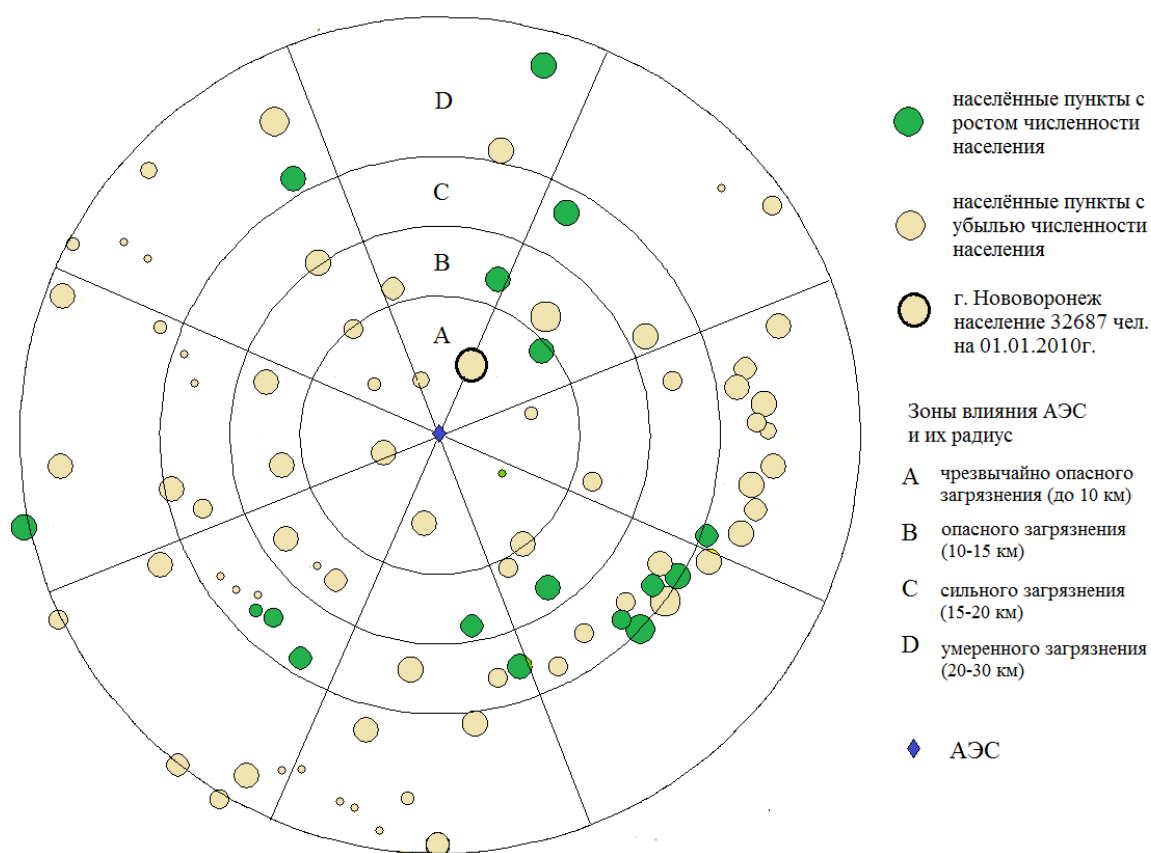 D
C
B
A
населённые пункты с
ростом численности
населения
населённые пункты с
убылью численности
населения
г. Нововоронеж
население 32687 чел.
на 01.01.2010г.
Зоны влияния АЭС
и их радиус
A чрезвычайно опасного
загрязнения (до 10 км)
B опасного загрязнения
(10-15 км)
C сильного загрязнения
(15-20 км)
D умеренного загрязнения
(20-30 км)
АЭС